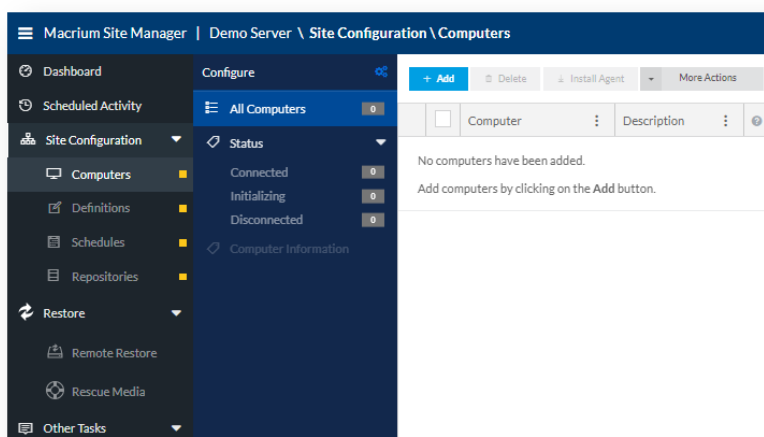 Macrium Site Manager | Demo Server \ Site Configuration \ Computers
Dashboard
Scheduled Activity
Site Configuration
Computers
Definitions
Schedules
Repositories
Restore
Remote Restore
Rescue Media
Other Tasks
Configure
All Computers 0
Status
Connected 0
Initializing 0
Disconnected 0
Computer Information
+ Add Delete Install Agent More Actions
Computer Description
No computers have been added.
Add computers by clicking on the Add button.